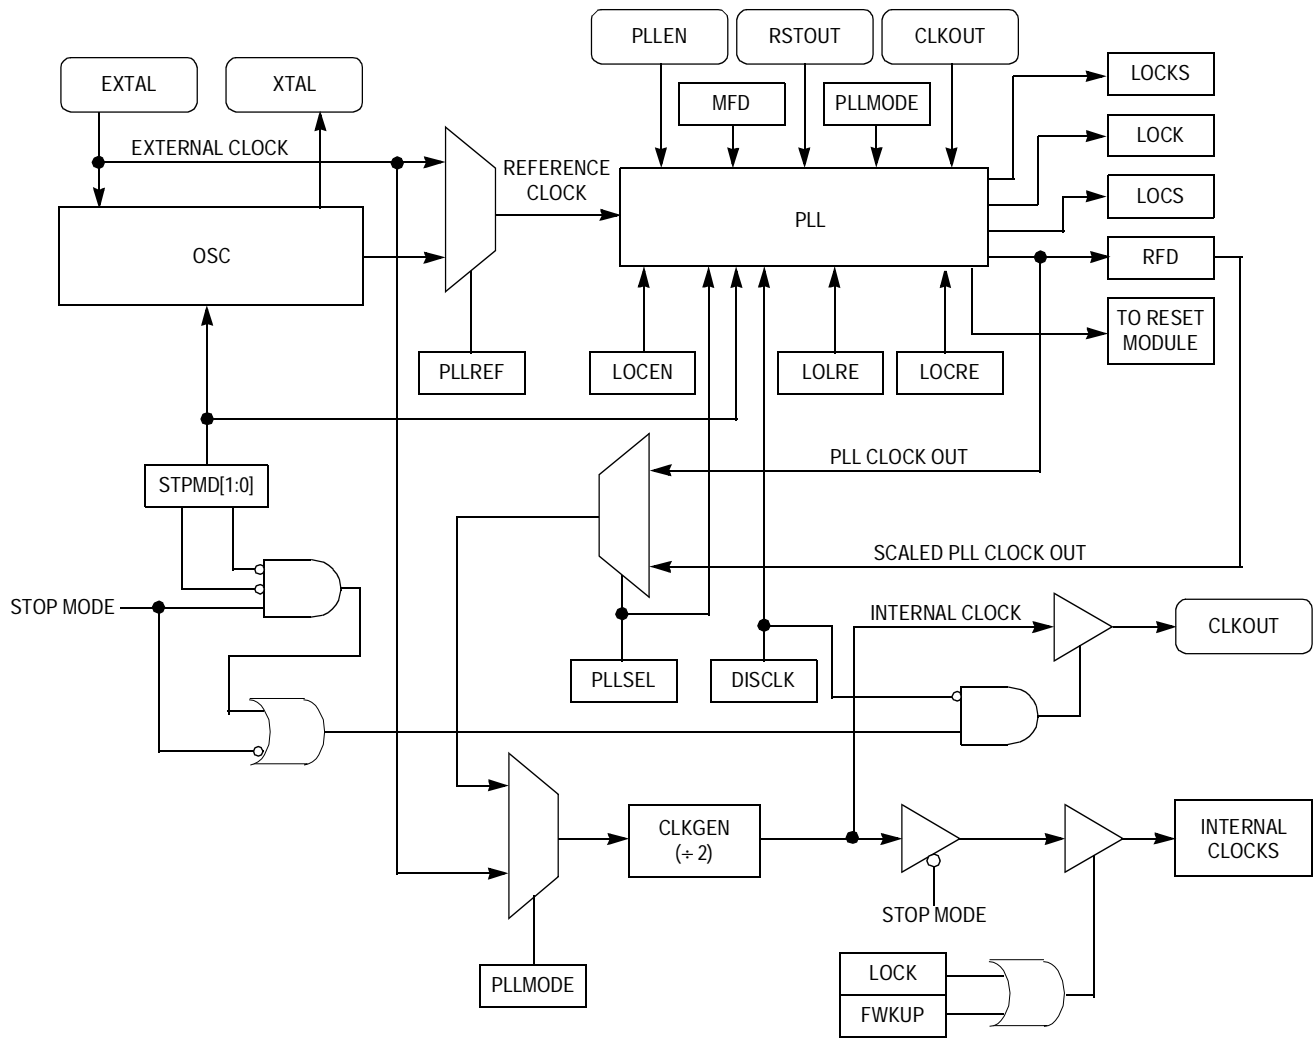 PLLEN
RSTOUT
CLKOUT
EXTAL
XTAL
MFD
PLLMODE
LOCKS
LOCK
EXTERNAL CLOCK
REFERENCE
CLOCK
LOCS
OSC
PLL
RFD
TO RESET
MODULE
PLLREF
LOCEN
LOLRE
LOCRE
PLL CLOCK OUT
STPMD[1:0]
SCALED PLL CLOCK OUT
STOP MODE
INTERNAL CLOCK
CLKOUT
PLLSEL
DISCLK
CLKGEN
(÷ 2)
INTERNAL
CLOCKS
STOP MODE
PLLMODE
LOCK
FWKUP